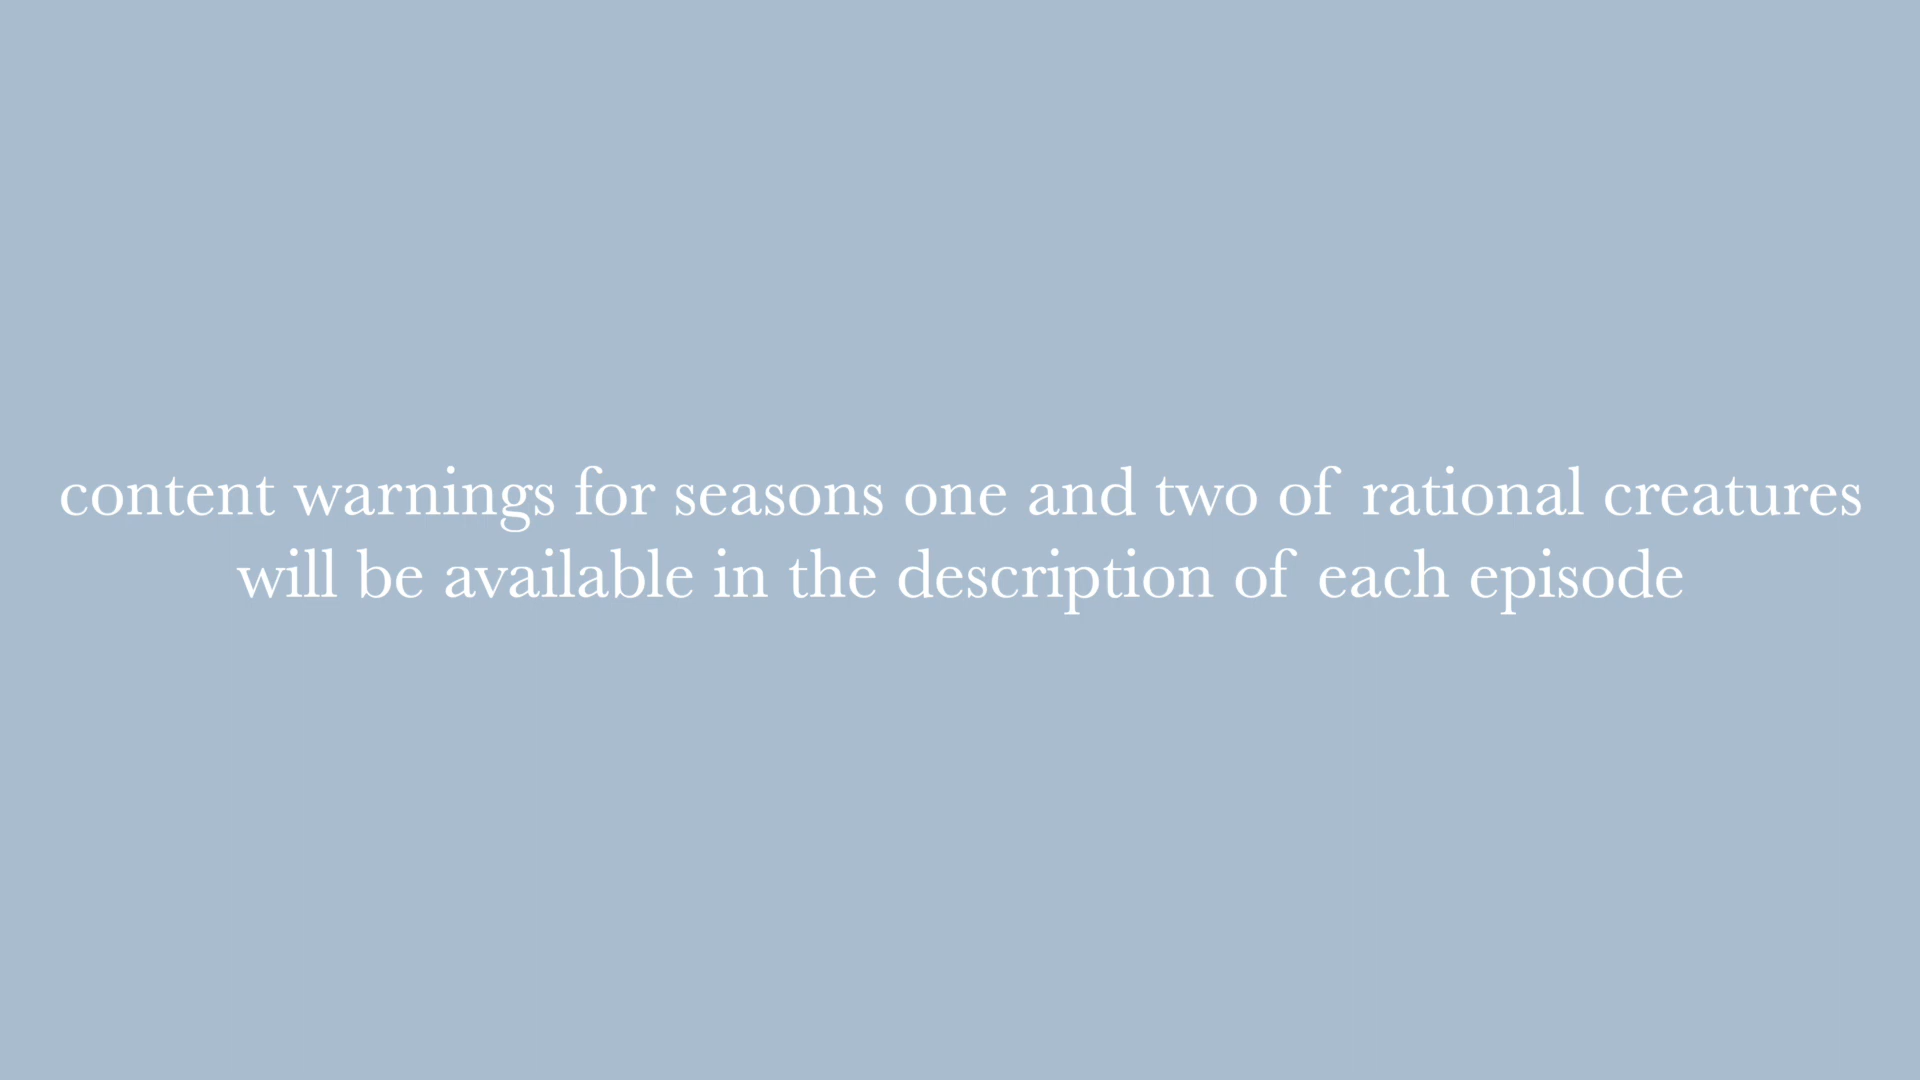 content warnings for seasons one and two of rational creatures
will be available in the description of each episode